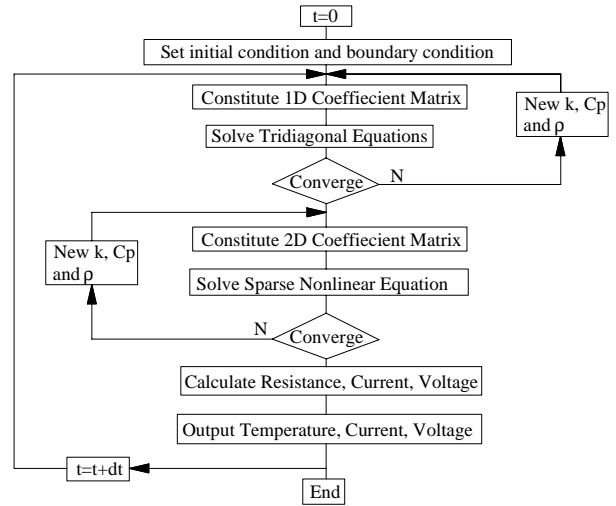 t=0
Set initial condition and boundary condition
Constitute 1D Coeffiecient Matrix
New k, Cp
and ρ
Solve Tridiagonal Equations
Converge
N
New k, Cp
and ρ
Constitute 2D Coeffiecient Matrix
Solve Sparse Nonlinear Equation
N
Converge
Calculate Resistance, Current, Voltage
Output Temperature, Current, Voltage
t=t+dt
End